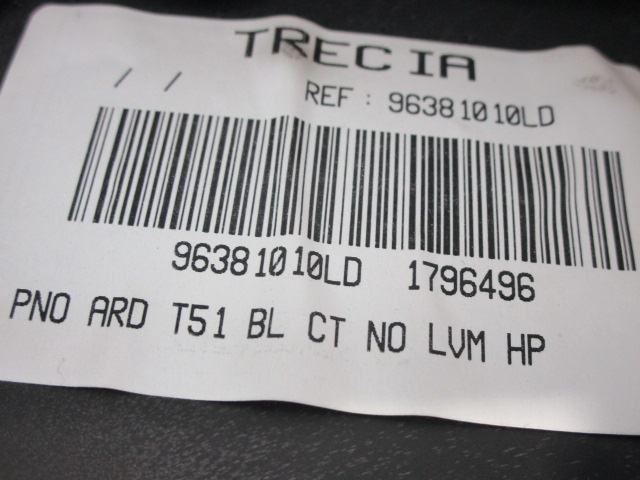 TRECIA
/ /
REF : 96381010LD
96381010LD 1796496
PNO ARD T51 BL CT NO LVM HP